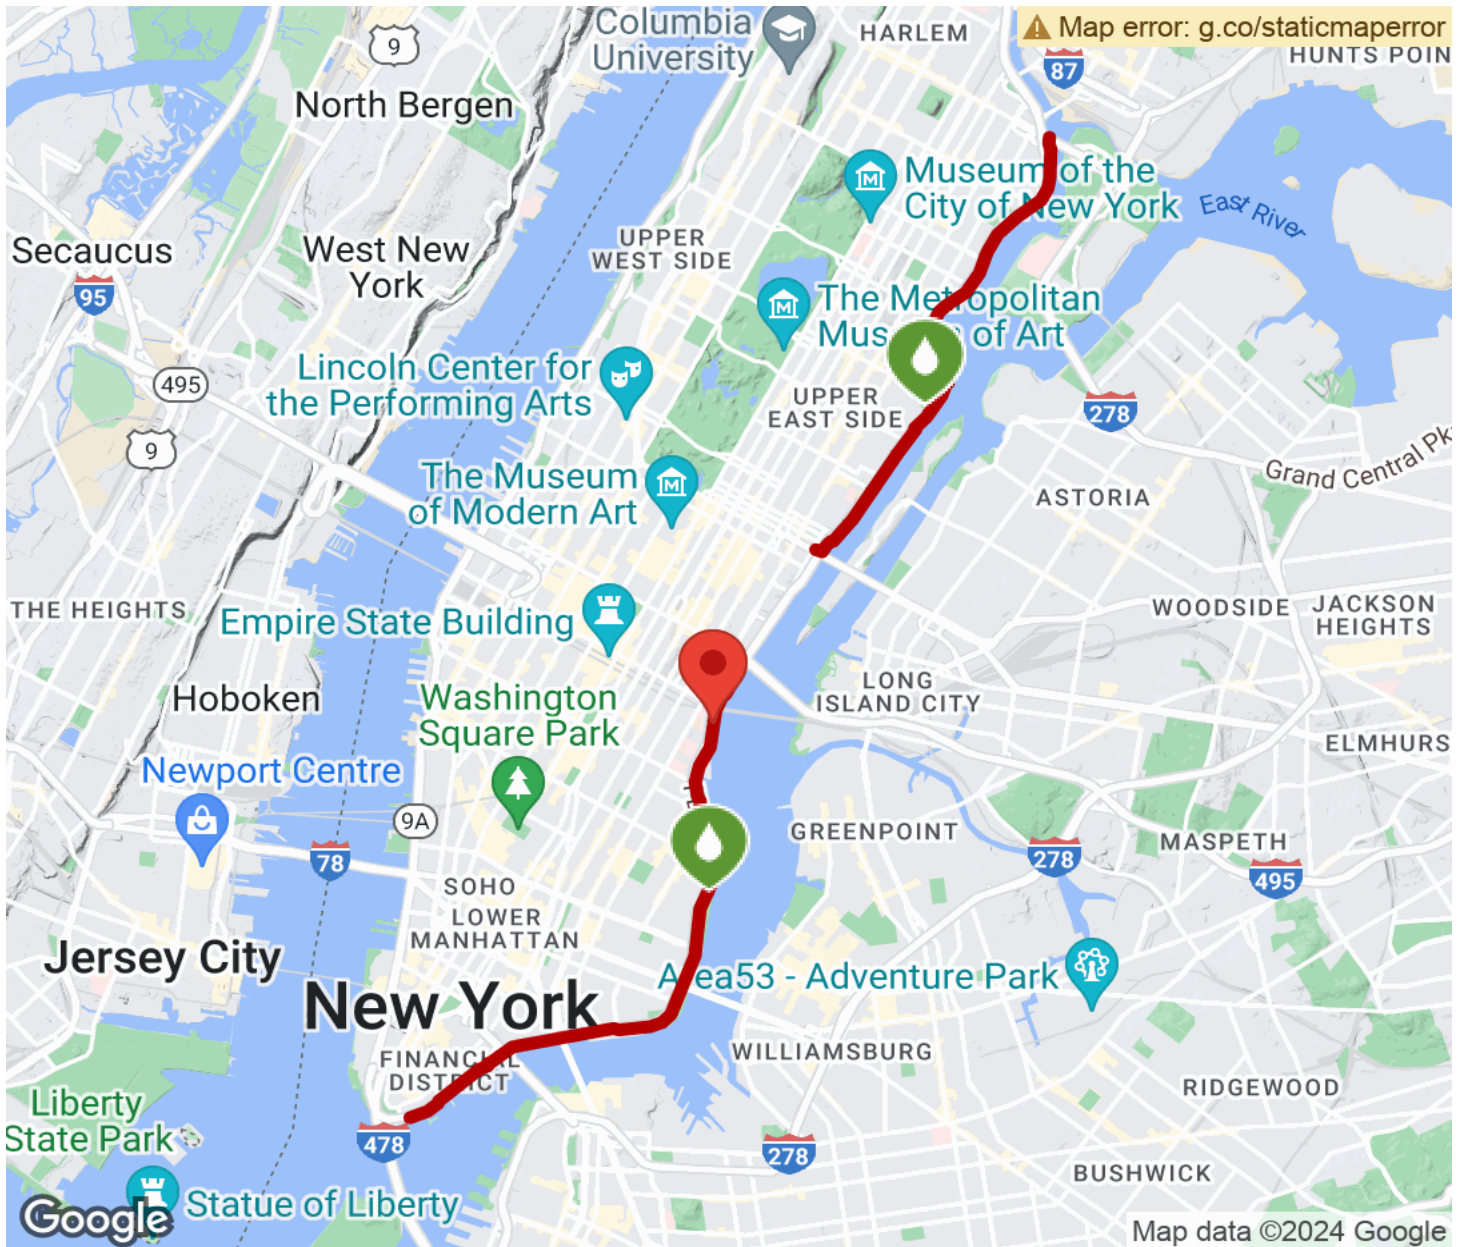 Columbia
University
HARLEM
Map error: g.co/staticmaperror
HUNTS POIN
9
87
North Bergen
Museum of the
City of New York
East River
Secaucus
West New
York
UPPER
WEST SIDE
95
The Metropolitan
of Art
495
Lincoln Center for
the Performing Arts
UPPER
EAST SIDE
278
9
Grand Central Pk
The Museum
of Modern Art
ASTORIA
THE HEIGHTS
Empire State Building
WOODSIDE
JACKSON
HEIGHTS
Hoboken
Washington
Square Park
LONG
ISLAND CITY
ELMHURS
Newport Centre
9A
GREENPOINT
MASPETH
78
278
495
SOHO
LOWER
MANHATTAN
Jersey City
Area53 - Adventure Park
New York
FINANCIAL
DISTRICT
WILLIAMSBURG
RIDGEWOOD
Liberty
State Park
478
278
BUSHWICK
Statue of Liberty
Google
Map data ©2024 Google